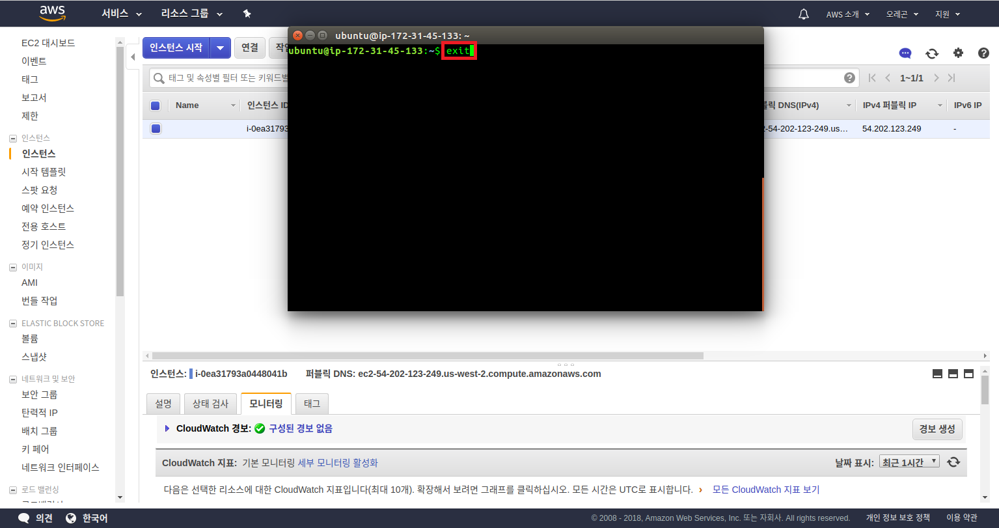 aws 서비스 리소스 그룹 AWS 소개 오레곤 지원
EC2 대시보드
이벤트
태그
보고서
제한
인스턴스
인스턴스
시작 템플릿
스팟 요청
예약 인스턴스
전용 호스트
정기 인스턴스
이미지
AMI
번들 작업
ELASTIC BLOCK STORE
볼륨
스냅샷
네트워크 및 보안
보안 그룹
탄력적 IP
배치 그룹
키 페어
네트워크 인터페이스
로드 밸런싱
인스턴스 시작 연결
ubuntu@ip-172-31-45-133: ~
ubuntu@ip-172-31-45-133:~$ exit
태그 및 속성별 필터 또는 키워드별 1~1/1
Name 인스턴스 ID DNS(IPv4) IPv4 퍼블릭 IP IPv6 IP
i-0ea31793 -54-202-123-249.us... 54.202.123.249 -
인스턴스: i-0ea31793a0448041b 퍼블릭 DNS: ec2-54-202-123-249.us-west-2.compute.amazonaws.com
설명 상태 검사 모니터링 태그
CloudWatch 경보: 구성된 경보 없음 경보 생성
CloudWatch 지표: 기본 모니터링 세부 모니터링 활성화 날짜 표시: 최근 1시간
다음은 선택한 리소스에 대한 CloudWatch 지표입니다(최대 10개). 확장해서 보려면 그래프를 클릭하십시오. 모든 시간은 UTC로 표시합니다. › 모든 CloudWatch 지표 보기
의견 한국어 © 2008 - 2018, Amazon Web Services, Inc. 또는 자회사. All rights reserved. 개인 정보 보호 정책 이용 약관